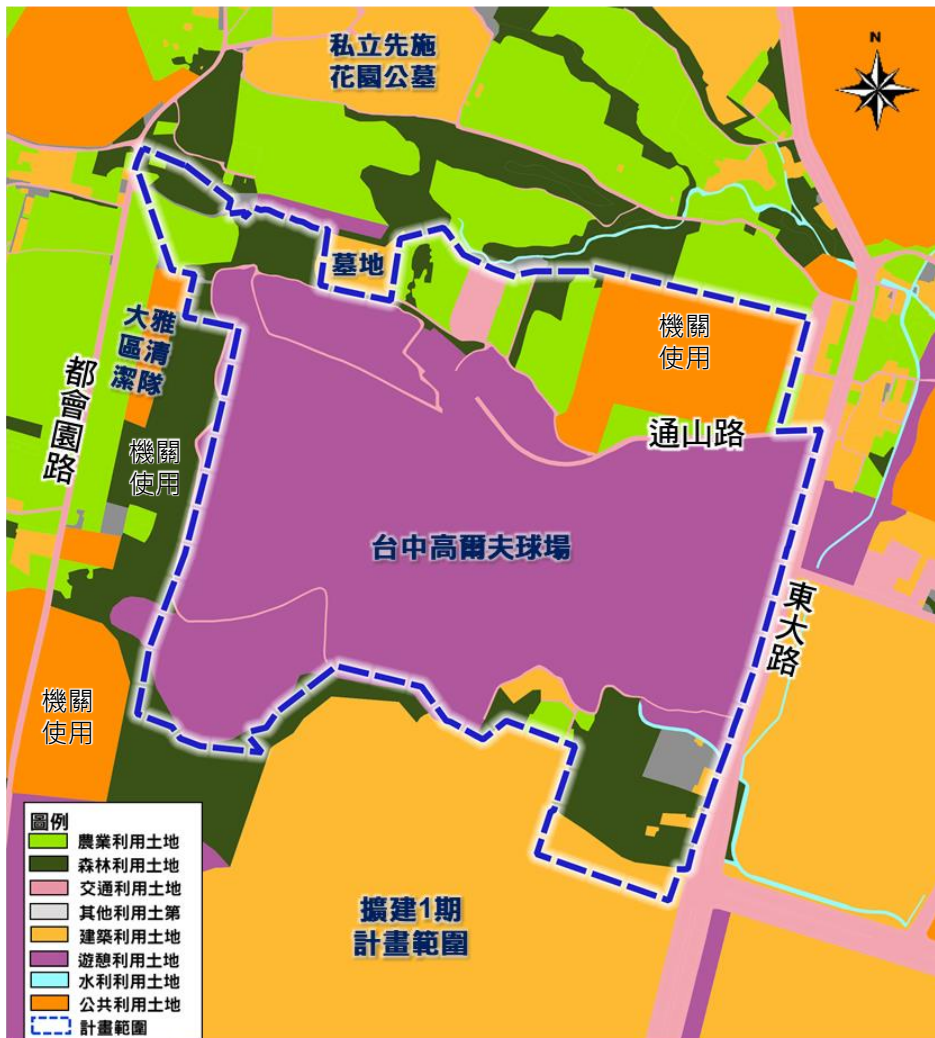 私立先施
花園公墓
N
墓地
大雅
區清
潔隊
機關
使用
都會園路
機關
使用
通山路
台中高爾夫球場
東大路
機關
使用
擴建1期
計畫範圍
圖例
農業利用土地
森林利用土地
交通利用土地
其他利用土第
建築利用土地
遊憩利用土地
水利利用土地
公共利用土地
計畫範圍